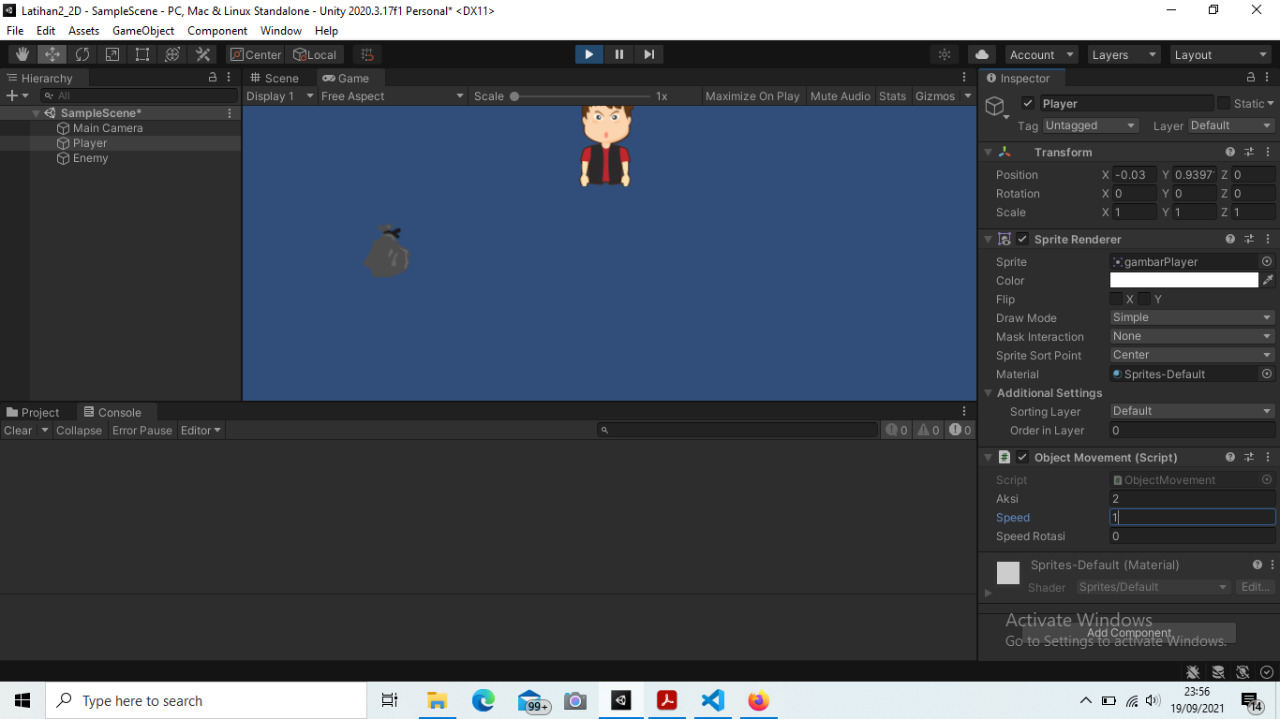 Latihan2_2D - SampleScene - PC, Mac & Linux Standalone - Unity 2020.3.17f1 Personal* <DX11>
File Edit Assets GameObject Component Window Help
Center Local Account Layers Layout
Hierarchy Scene Game Inspector
All Display 1 Free Aspect Scale 1x Maximize On Play Mute Audio Stats Gizmos
Player Static
SampleScene*
Main Camera
Player
Enemy
Tag Untagged Layer Default
Transform
Position X -0.03 Y 0.9397 Z 0
Rotation X 0 Y 0 Z 0
Scale X 1 Y 1 Z 1
Sprite Renderer
Sprite gambarPlayer
Color
Flip X Y
Draw Mode Simple
Mask Interaction None
Sprite Sort Point Center
Material Sprites-Default
Additional Settings
Sorting Layer Default
Order in Layer 0
Project Console
Clear Collapse Error Pause Editor 0 0 0
Object Movement (Script)
Script ObjectMovement
Aksi 2
Speed 1
Speed Rotasi 0
Sprites-Default (Material)
Shader Sprites/Default Edit...
Add Component
Activate Windows
Go to Settings to activate Windows.
Type here to search
99+
23:56
19/09/2021
14